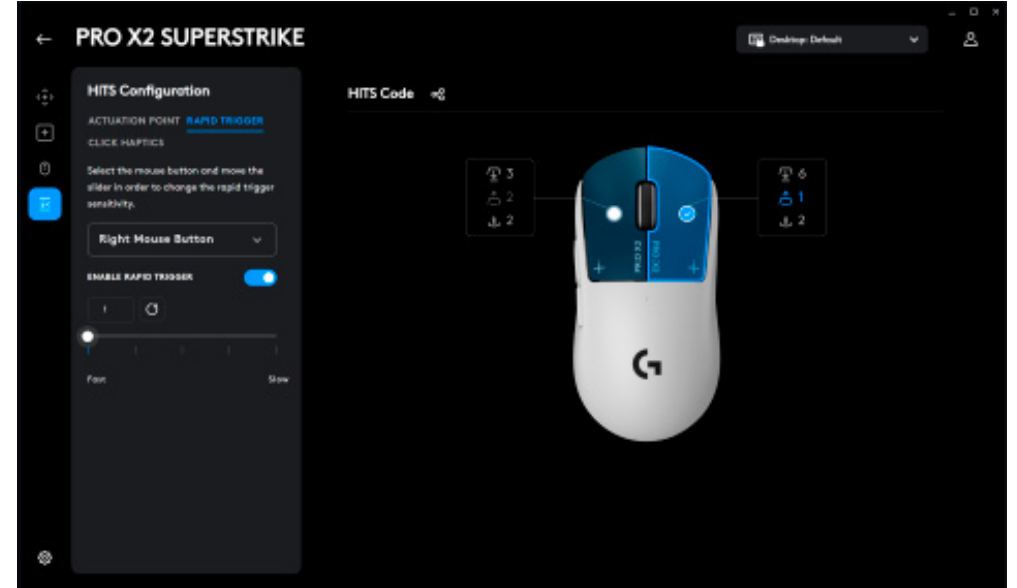 PRO X2 SUPERSTRIKE
Desktop: Default
HITS Configuration
ACTUATION POINT RAPID TRIGGER
CLICK HAPTICS
Select the mouse button and move the
slider in order to change the rapid trigger
sensitivity.
Right Mouse Button
ENABLE RAPID TRIGGER
1
Fast Slow
HITS Code
3
2
2
6
1
2
PRO X2
PRO X2
G